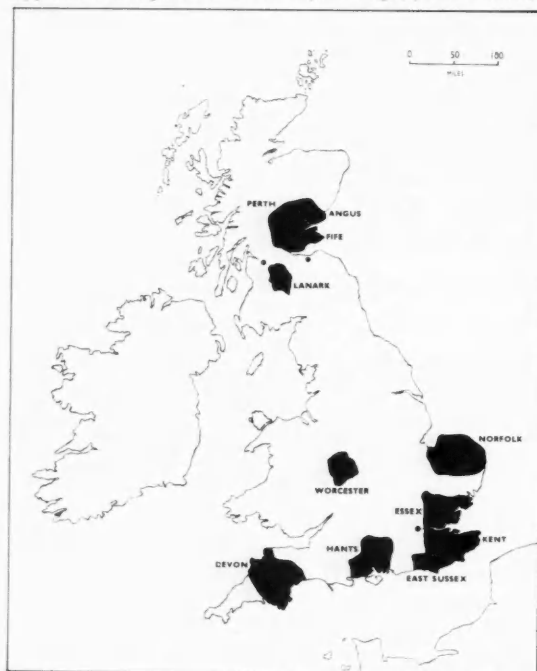 0 50 100
MILES
PERTH
ANGUS
FIFE
LANARK
NORFOLK
WORCESTER
ESSEX
KENT
HANTS
DEVON
EAST SUSSEX